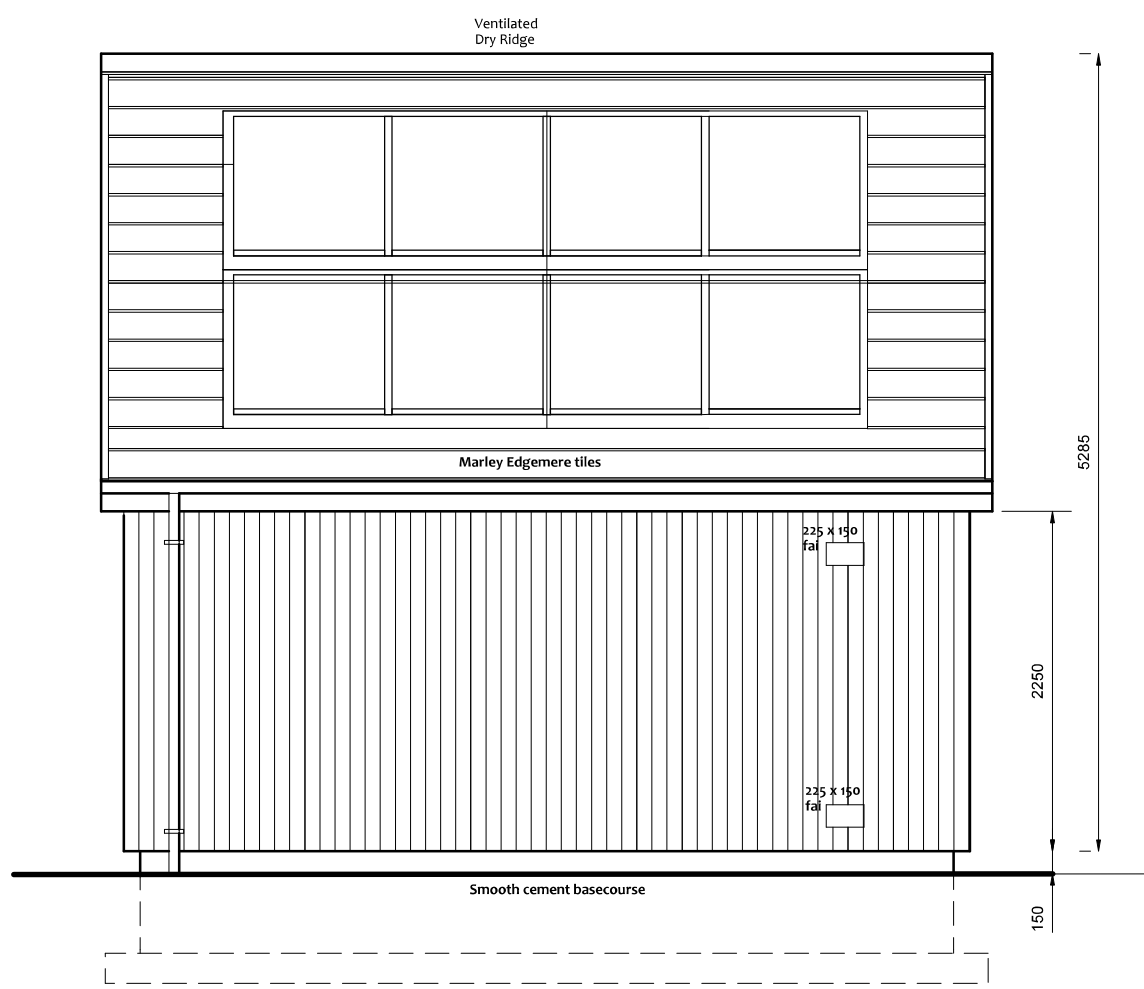 Ventilated
Dry Ridge
Marley Edgemere tiles
5285
225 x 150
fai
2250
225 x 150
fai
Smooth cement basecourse
150